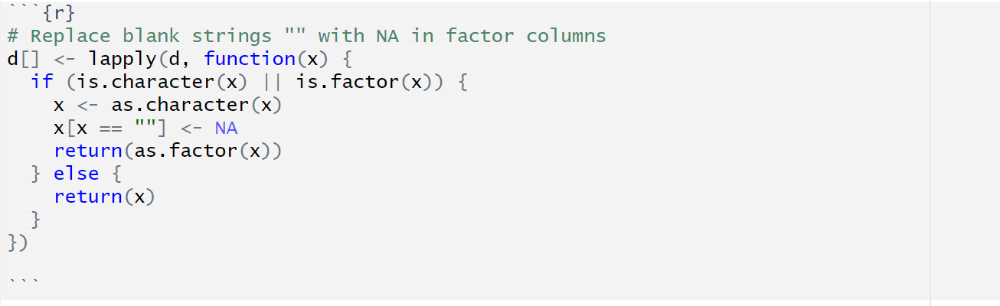 ```{r}
# Replace blank strings "" with NA in factor columns
d[] <- lapply(d, function(x) {
  if (is.character(x) || is.factor(x)) {
    x <- as.character(x)
    x[x == ""] <- NA
    return(as.factor(x))
  } else {
    return(x)
  }
})

```